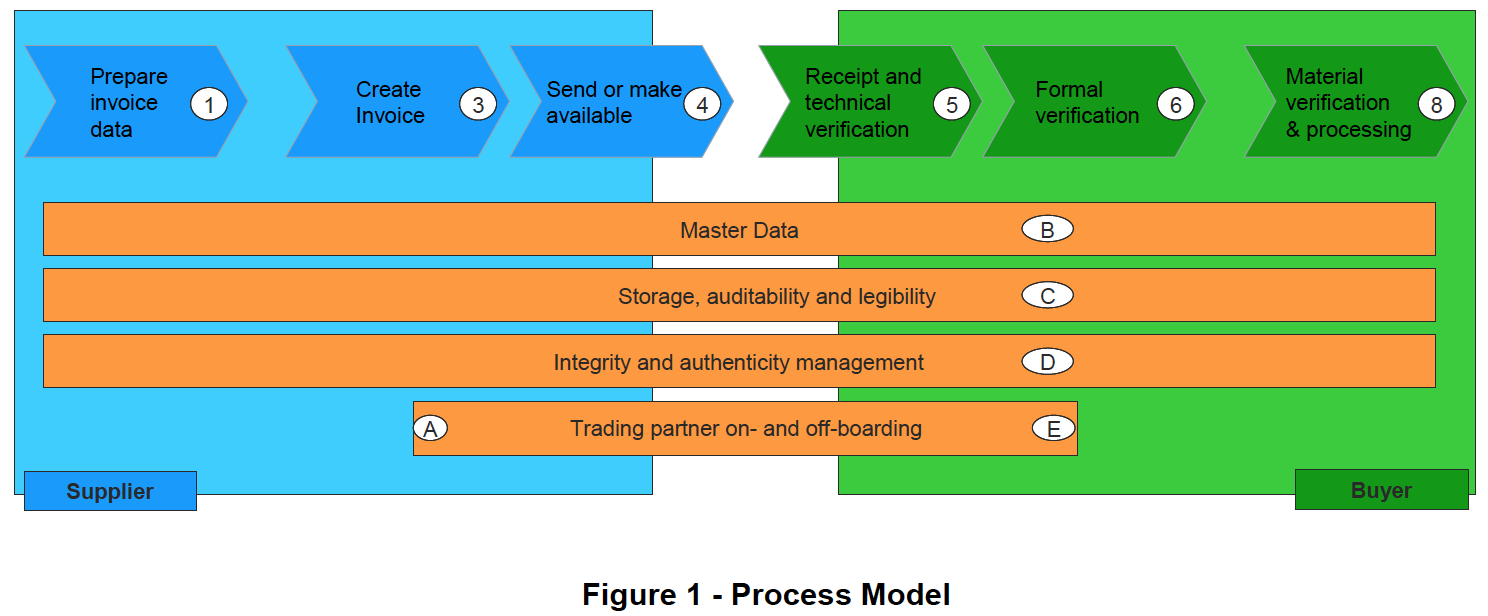 Prepare
invoice
data
1
Create
Invoice
3
Send or make
available
4
Receipt and
technical
verification
5
Formal
verification
6
Material
verification
& processing
8
Master Data
B
Storage, auditability and legibility
C
Integrity and authenticity management
D
A
Trading partner on- and off-boarding
E
Supplier
Buyer
Figure 1 - Process Model